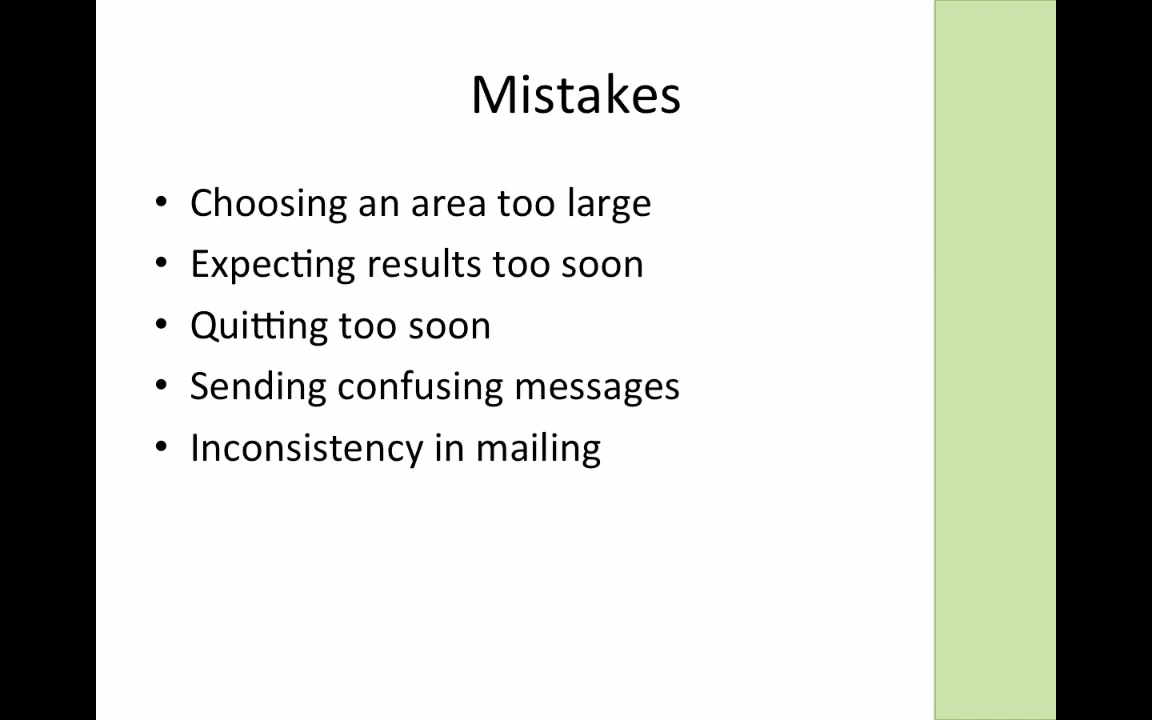 Mistakes
• Choosing an area too large
• Expecting results too soon
• Quitting too soon
• Sending confusing messages
• Inconsistency in mailing